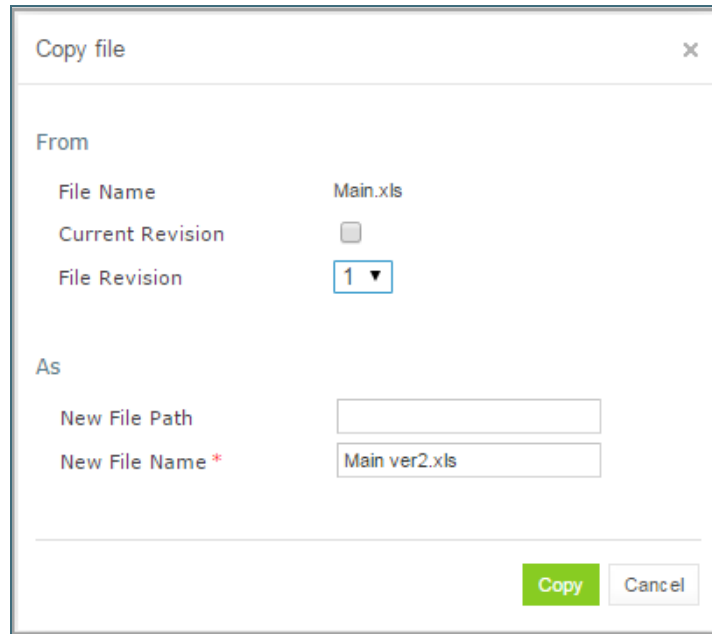 Copy file ×
From
File Name Main.xls
Current Revision
File Revision 1 ▼
As
New File Path
New File Name * Main ver2.xls
Copy Cancel